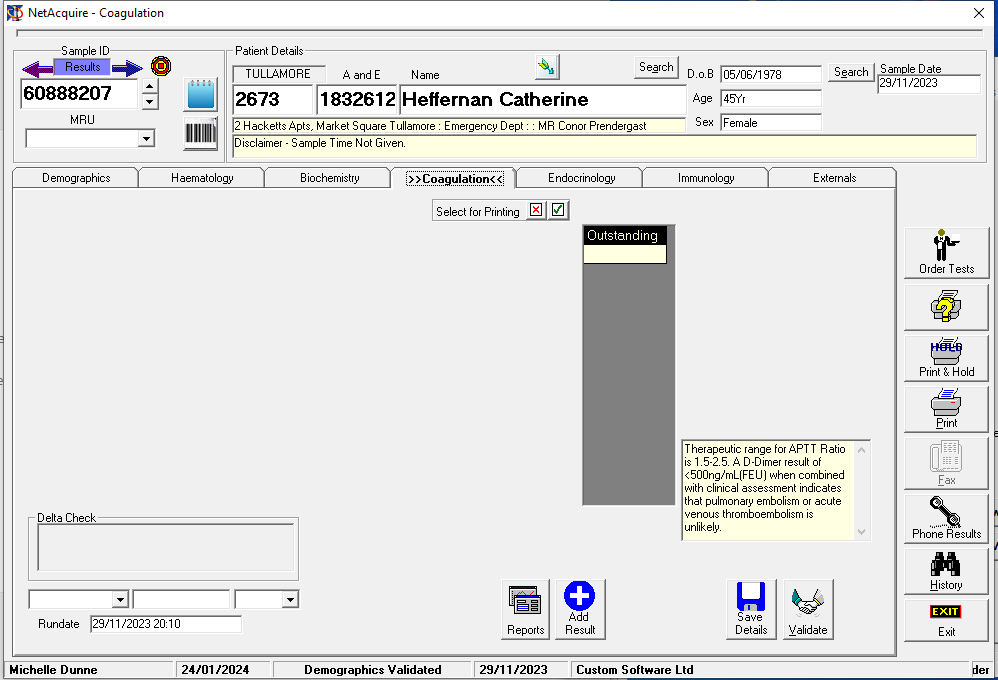 NetAcquire - Coagulation
Sample ID
Results
60888207
MRU
Patient Details
TULLAMORE
A and E
Name
Search
D.o.B
05/06/1978
Search
Sample Date
29/11/2023
2673
1832612
Heffernan Catherine
Age
45Yr
Sex
Female
2 Hacketts Apts, Market Square Tullamore : Emergency Dept : : MR Conor Prendergast
Disclaimer - Sample Time Not Given.
Demographics
Haematology
Biochemistry
>>Coagulation<<
Endocrinology
Immunology
Externals
Select for Printing
Outstanding
Order Tests
HOLD
Print & Hold
Print
Fax
Phone Results
History
EXIT
Exit
Therapeutic range for APTT Ratio
is 1.5-2.5. A D-Dimer result of
<500ng/mL(FEU) when combined
with clinical assessment indicates
that pulmonary embolism or acute
venous thromboembolism is
unlikely.
Delta Check
Rundate
29/11/2023 20:10
Reports
Add
Result
Save
Details
Validate
Michelle Dunne
24/01/2024
Demographics Validated
29/11/2023
Custom Software Ltd
der